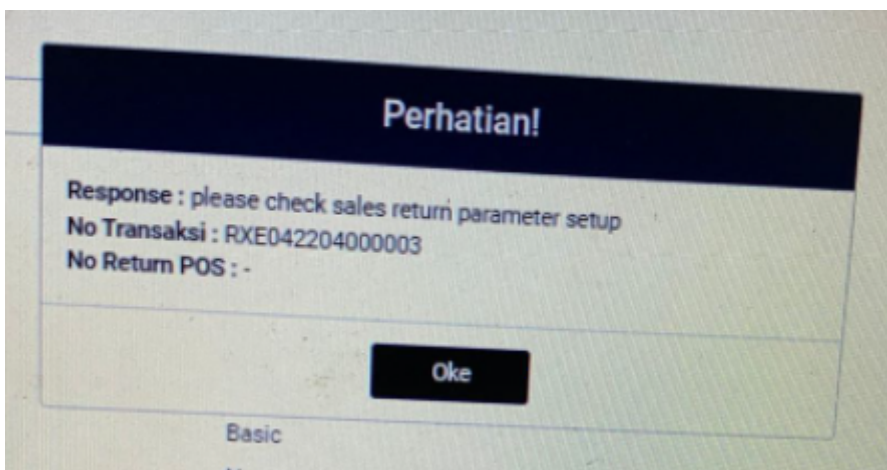 Perhatian!
Response : please check sales return parameter setup
No Transaksi : RXE042204000003
No Return POS : -
Oke
Basic